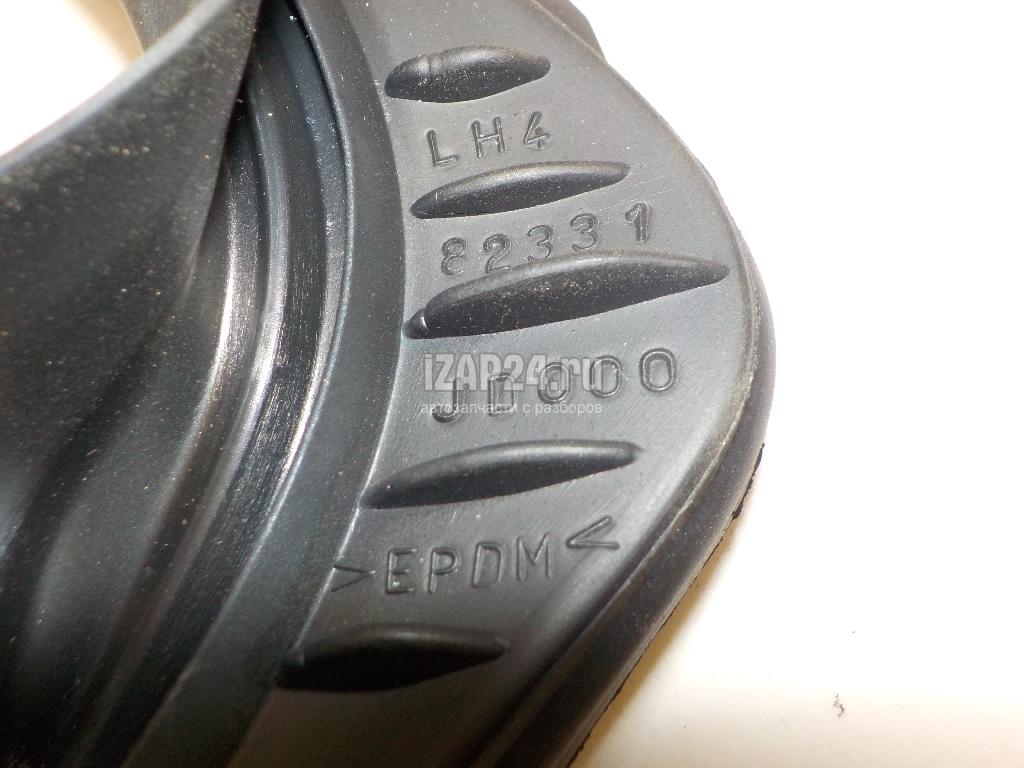 LH4
82331
iZAP24.ru
JD000
автозапчасти с разборов
>EPDM<